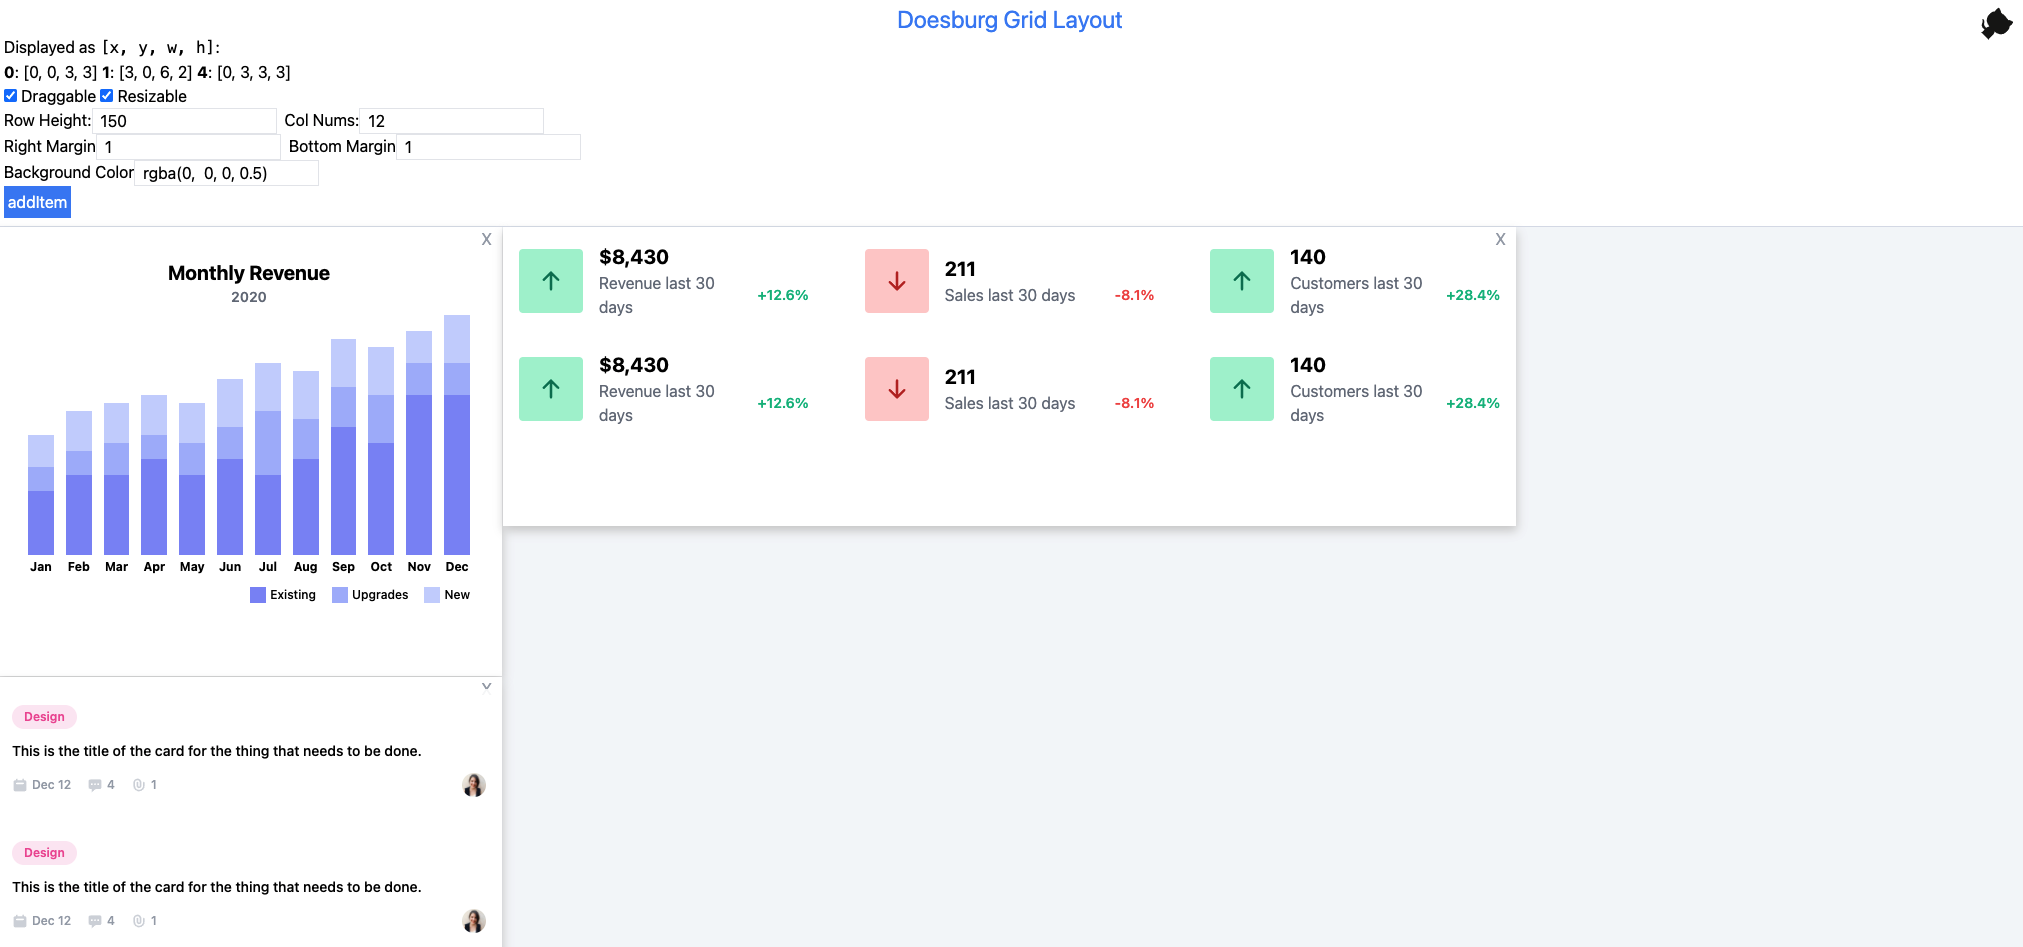 Doesburg Grid Layout
Displayed as [x, y, w, h]:
0: [0, 0, 3, 3] 1: [3, 0, 6, 2] 4: [0, 3, 3, 3]
Draggable Resizable
Row Height: 150 Col Nums: 12
Right Margin 1 Bottom Margin 1
Background Color rgba(0, 0, 0, 0.5)
addItem
X
Monthly Revenue
2020
Jan Feb Mar Apr May Jun Jul Aug Sep Oct Nov Dec
Existing Upgrades New
X
$8,430
Revenue last 30
days
+12.6%
211
Sales last 30 days
-8.1%
140
Customers last 30
days
+28.4%
$8,430
Revenue last 30
days
+12.6%
211
Sales last 30 days
-8.1%
140
Customers last 30
days
+28.4%
X
Design
This is the title of the card for the thing that needs to be done.
Dec 12 4 1
Design
This is the title of the card for the thing that needs to be done.
Dec 12 4 1